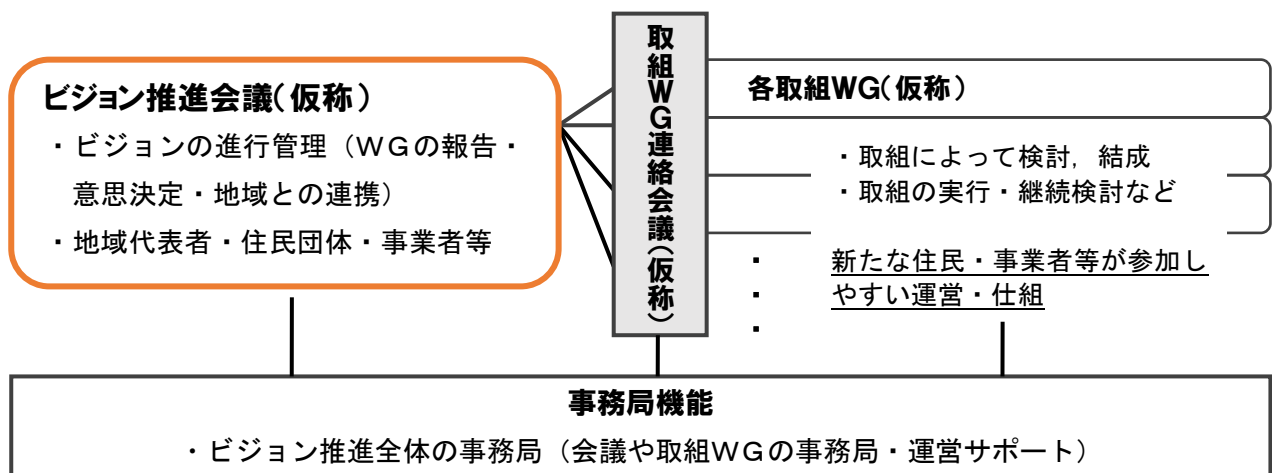 ビジョン推進会議(仮称)
・ビジョンの進行管理（WGの報告・
意思決定・地域との連携）
・地域代表者・住民団体・事業者等
取組WG連絡会議(仮称)
各取組WG(仮称)
・取組によって検討，結成
・取組の実行・継続検討など
新たな住民・事業者等が参加し
やすい運営・仕組
事務局機能
・ビジョン推進全体の事務局（会議や取組WGの事務局・運営サポート）